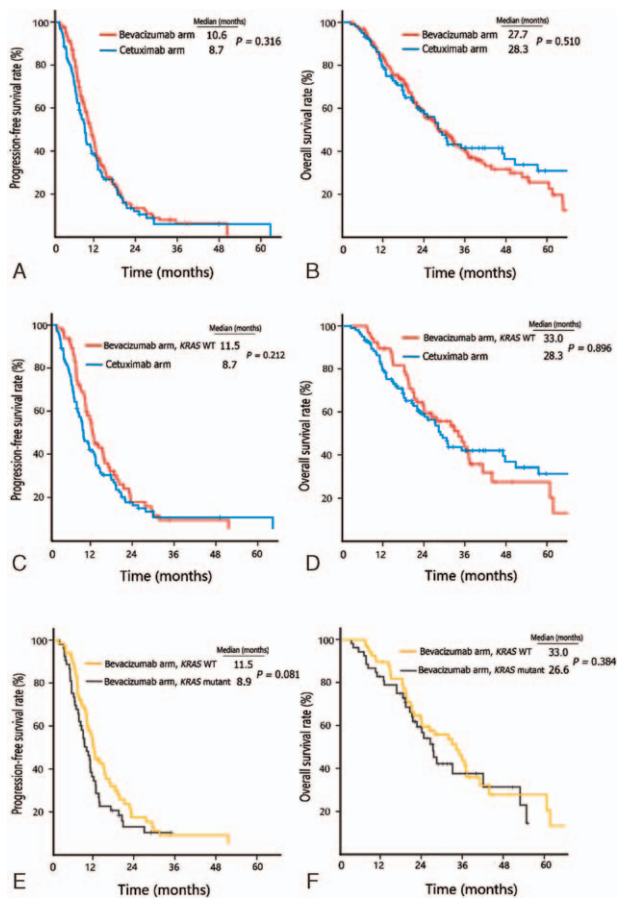 Median (months)
Bevacizumab arm 10.6
Cetuximab arm 8.7
P = 0.316
Progression-free survival rate (%)
100
80
60
40
20
0 12 24 36 48 60
Time (months)
A
Median (months)
Bevacizumab arm 27.7
Cetuximab arm 28.3
P = 0.510
Overall survival rate (%)
100
80
60
40
20
0 12 24 36 48 60
Time (months)
B
Median (months)
Bevacizumab arm, KRAS WT 11.5
Cetuximab arm 8.7
P = 0.212
Progression-free survival rate (%)
100
80
60
40
20
0 12 24 36 48 60
Time (months)
C
Median (months)
Bevacizumab arm, KRAS WT 33.0
Cetuximab arm 28.3
P = 0.896
Overall survival rate (%)
100
80
60
40
20
0 12 24 36 48 60
Time (months)
D
Median (months)
Bevacizumab arm, KRAS WT 11.5
Bevacizumab arm, KRAS mutant 8.9
P = 0.081
Progression-free survival rate (%)
100
80
60
40
20
0 12 24 36 48 60
Time (months)
E
Median (months)
Bevacizumab arm, KRAS WT 33.0
Bevacizumab arm, KRAS mutant 26.6
P = 0.384
Overall survival rate (%)
100
80
60
40
20
0 12 24 36 48 60
Time (months)
F